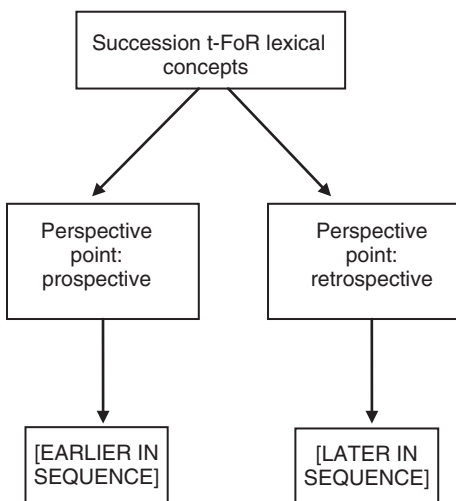 Succession t-FoR lexical
concepts
Perspective
point:
prospective
Perspective
point:
retrospective
[EARLIER IN
SEQUENCE]
[LATER IN
SEQUENCE]